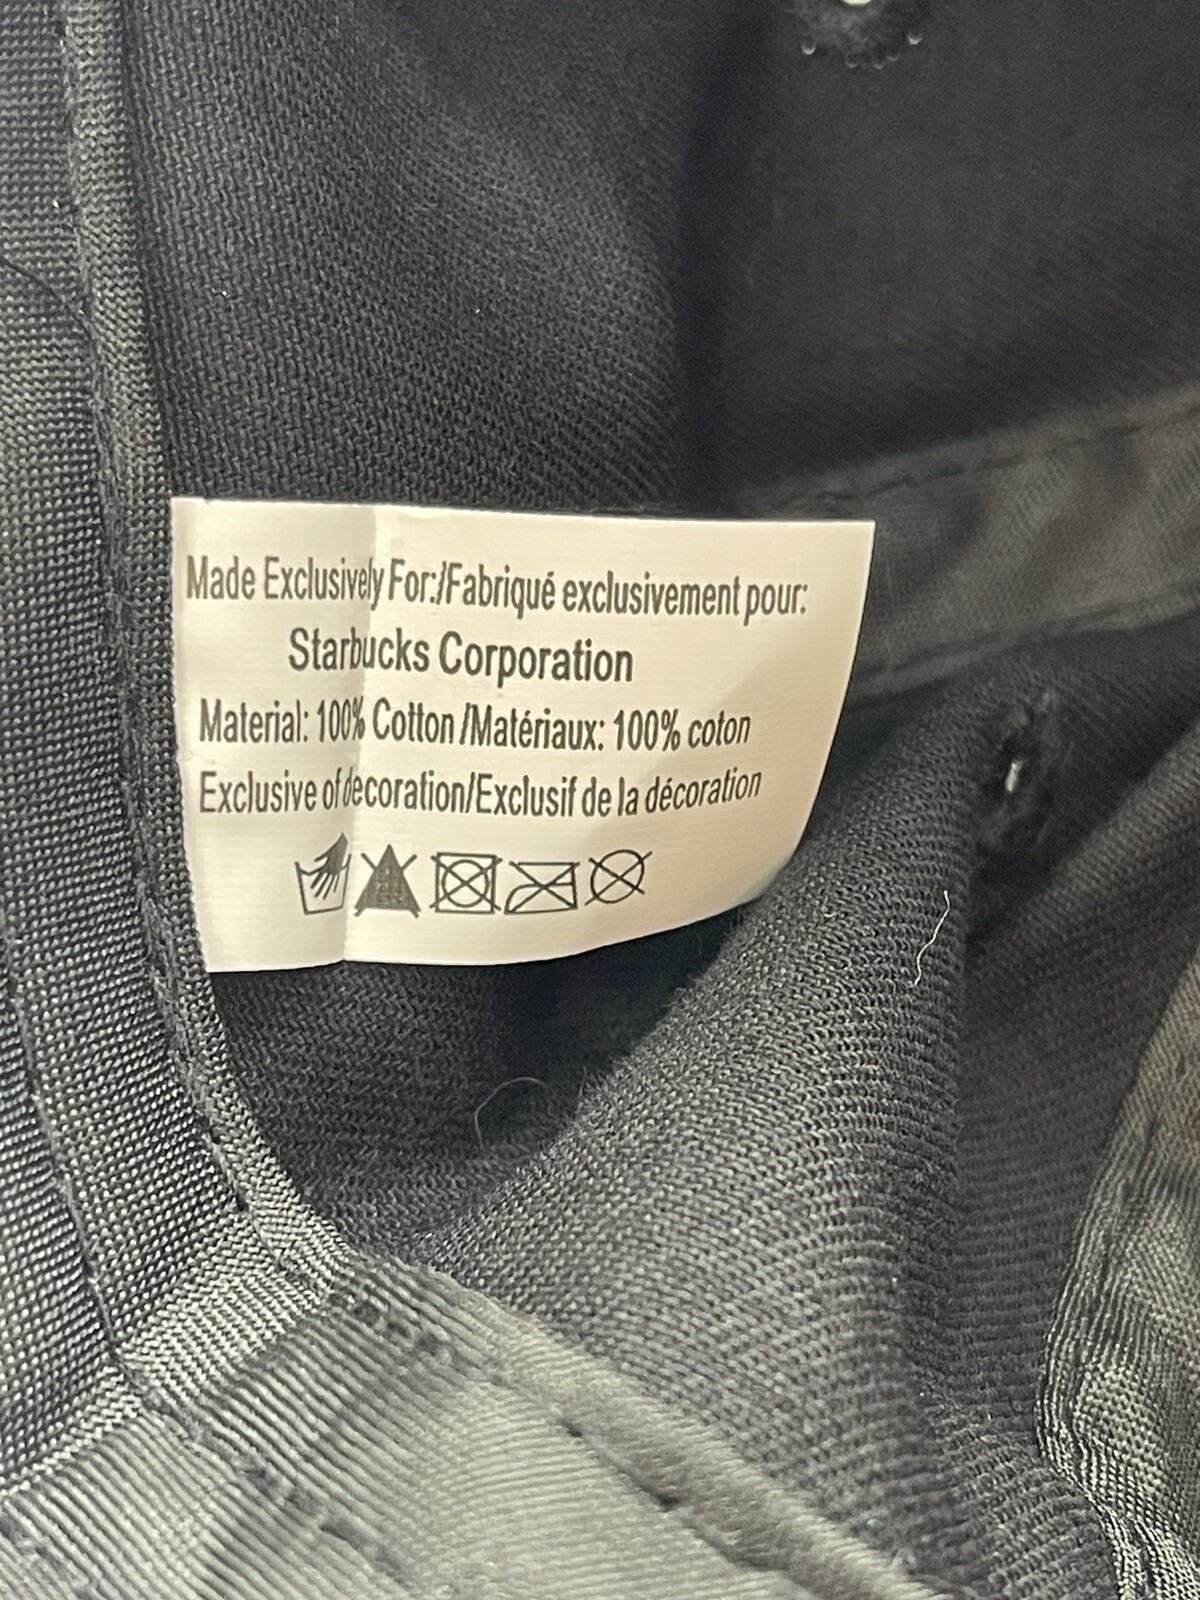 Made Exclusively For:/Fabriqué exclusivement pour:
Starbucks Corporation
Material: 100% Cotton /Matériaux: 100% coton
Exclusive of decoration/Exclusif de la décoration